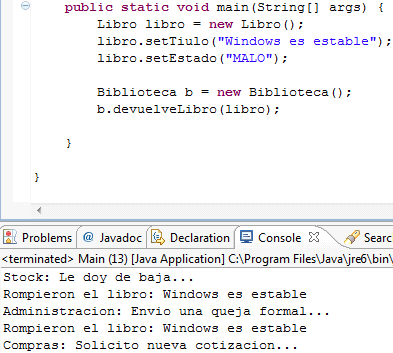 public static void main(String[] args) {
Libro libro = new Libro();
libro.setTiulo("Windows es estable");
libro.setEstado("MALO");
Biblioteca b = new Biblioteca();
b.devuelveLibro(libro);
}
}
Problems @ Javadoc Declaration Console Searc
<terminated> Main (13) [Java Application] C:\Program Files\Java\jre6\bin\
Stock: Le doy de baja...
Rompieron el libro: Windows es estable
Administracion: Envio una queja formal...
Rompieron el libro: Windows es estable
Compras: Solicito nueva cotizacion...